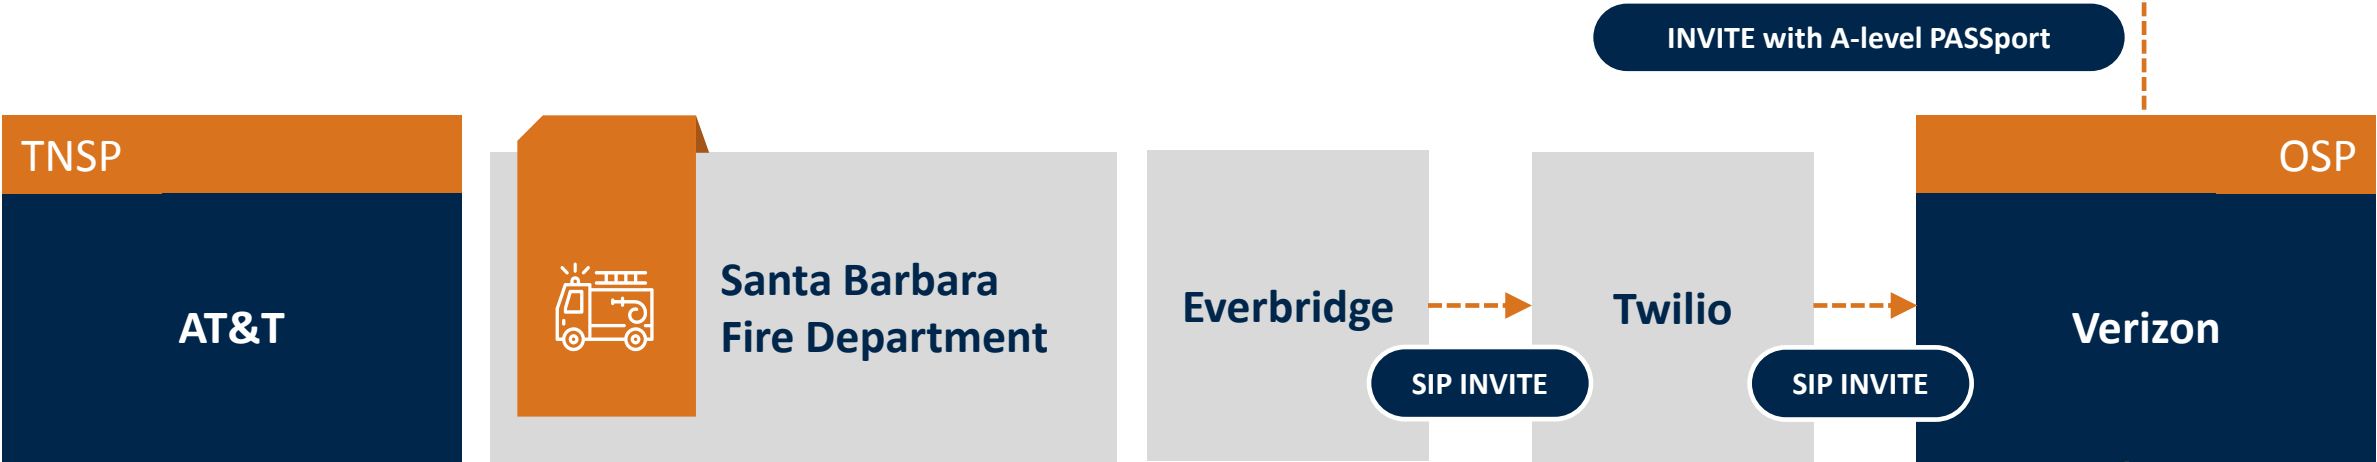 INVITE with A-level PASSport
TNSP
OSP
AT&T
Santa Barbara
Fire Department
Everbridge
Twilio
Verizon
SIP INVITE
SIP INVITE